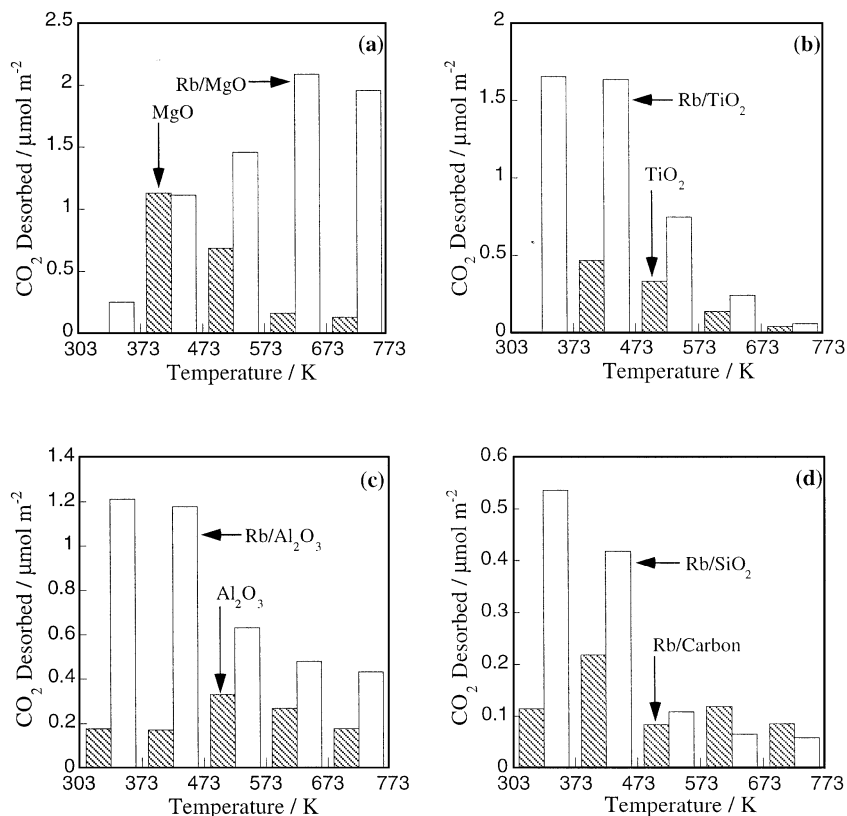 (a)
CO₂ Desorbed / μmol m⁻²
2.5
2
1.5
1
0.5
0
Rb/MgO
MgO
303 373 473 573 673 773
Temperature / K
(b)
CO₂ Desorbed / μmol m⁻²
2
1.5
1
0.5
0
Rb/TiO₂
TiO₂
303 373 473 573 673 773
Temperature / K
(c)
CO₂ Desorbed / μmol m⁻²
1.4
1.2
1
0.8
0.6
0.4
0.2
0
Rb/Al₂O₃
Al₂O₃
303 373 473 573 673 773
Temperature / K
(d)
CO₂ Desorbed / μmol m⁻²
0.6
0.5
0.4
0.3
0.2
0.1
0
Rb/SiO₂
Rb/Carbon
303 373 473 573 673 773
Temperature / K